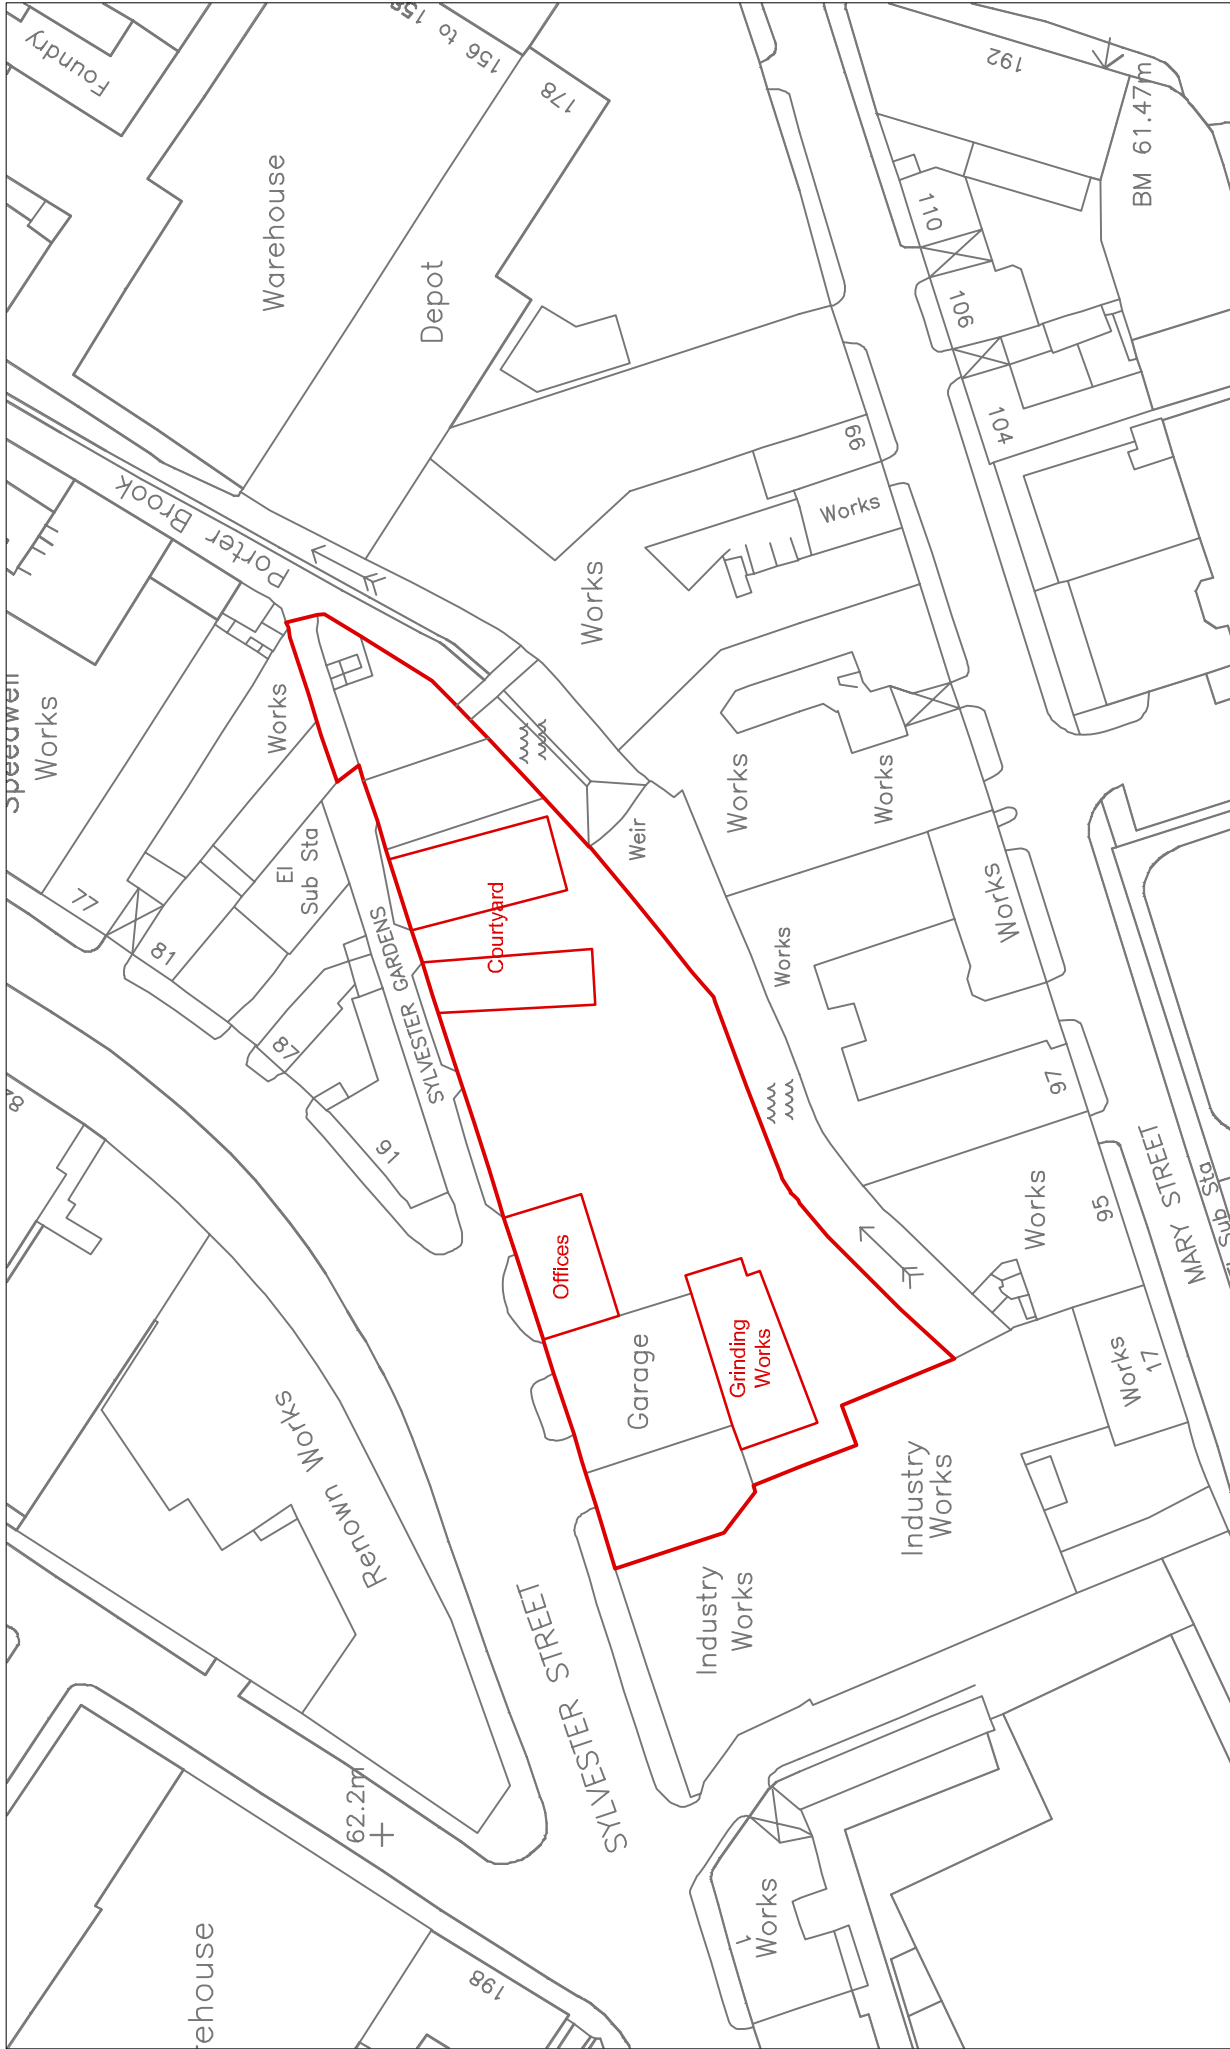 Foundry
156 to 158
178
192
BM 61.47m
Warehouse
Depot
110
106
104
Porter Brook
66
Works
Works
Speedwell
Works
Works
77
81
El
Sub Sta
87
91
SYLVESTER GARDENS
Courtyard
Weir
Works
Works
Works
Works
97
95
MARY STREET
Sub Sta
Works
Works
17
Offices
Garage
Grinding
Works
Industry
Works
Industry
Works
Renown Works
SYLVESTER STREET
62.2m
198
1
Works
rehouse